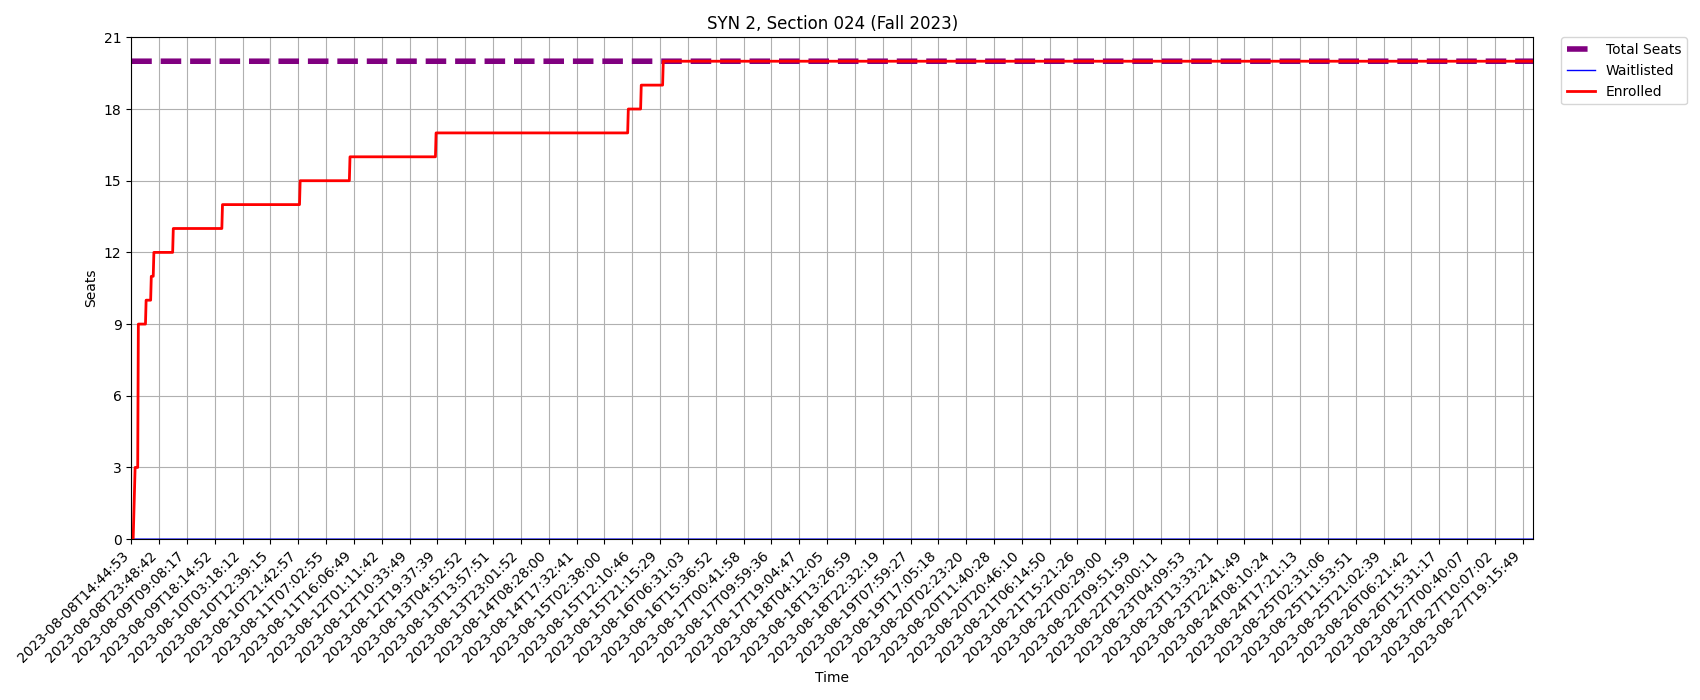 SYN 2, Section 024 (Fall 2023)
Total Seats
Waitlisted
Enrolled
Seats
21
18
15
12
9
6
3
0
2023-08-08T14:44:53
2023-08-08T23:48:42
2023-08-09T09:08:17
2023-08-09T18:14:52
2023-08-10T03:18:12
2023-08-10T12:39:15
2023-08-10T21:42:57
2023-08-11T07:02:55
2023-08-11T16:06:49
2023-08-12T01:11:42
2023-08-12T10:33:49
2023-08-12T19:37:39
2023-08-13T04:52:52
2023-08-13T13:57:51
2023-08-13T23:01:52
2023-08-14T08:28:00
2023-08-14T17:32:41
2023-08-15T02:38:00
2023-08-15T12:10:46
2023-08-15T21:15:29
2023-08-16T06:31:03
2023-08-16T15:36:52
2023-08-17T00:41:58
2023-08-17T09:59:36
2023-08-17T19:04:47
2023-08-18T04:12:05
2023-08-18T13:26:59
2023-08-18T22:32:19
2023-08-19T07:59:27
2023-08-19T17:05:18
2023-08-20T02:23:20
2023-08-20T11:40:28
2023-08-20T20:46:10
2023-08-21T06:14:50
2023-08-21T15:21:26
2023-08-22T00:29:00
2023-08-22T09:51:59
2023-08-22T19:00:11
2023-08-23T04:09:53
2023-08-23T13:33:21
2023-08-23T22:41:49
2023-08-24T08:10:24
2023-08-24T17:21:13
2023-08-25T02:31:06
2023-08-25T11:53:51
2023-08-25T21:02:39
2023-08-26T06:21:42
2023-08-26T15:31:17
2023-08-27T00:40:07
2023-08-27T10:07:02
2023-08-27T19:15:49
Time